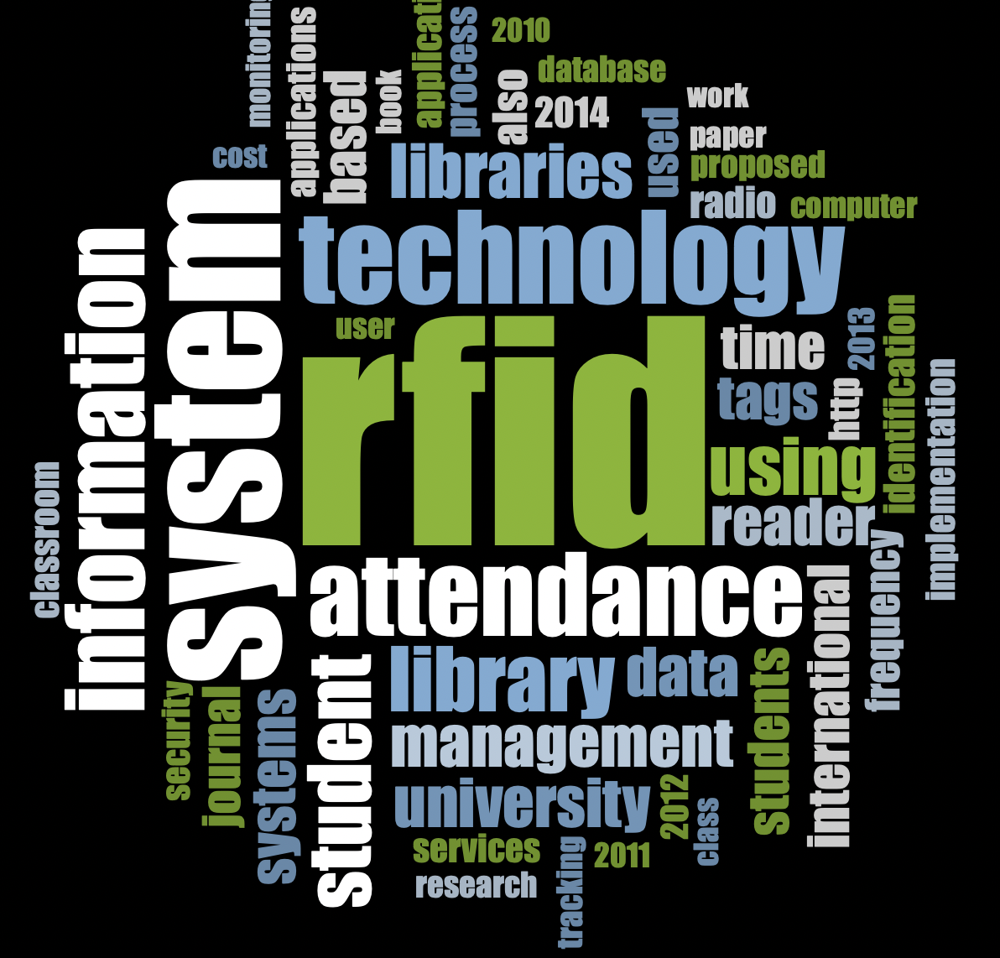 monitoring
applications
based
book
applicati
process
2010
database
also
2014
work
paper
used
proposed
radio
computer
cost
libraries
technology
system
information
user
rfid
time
2013
tags
http
identification
using
implementation
reader
classroom
attendance
frequency
international
library
data
students
management
student
security
journal
systems
university
2012
class
services
2011
research
tracking